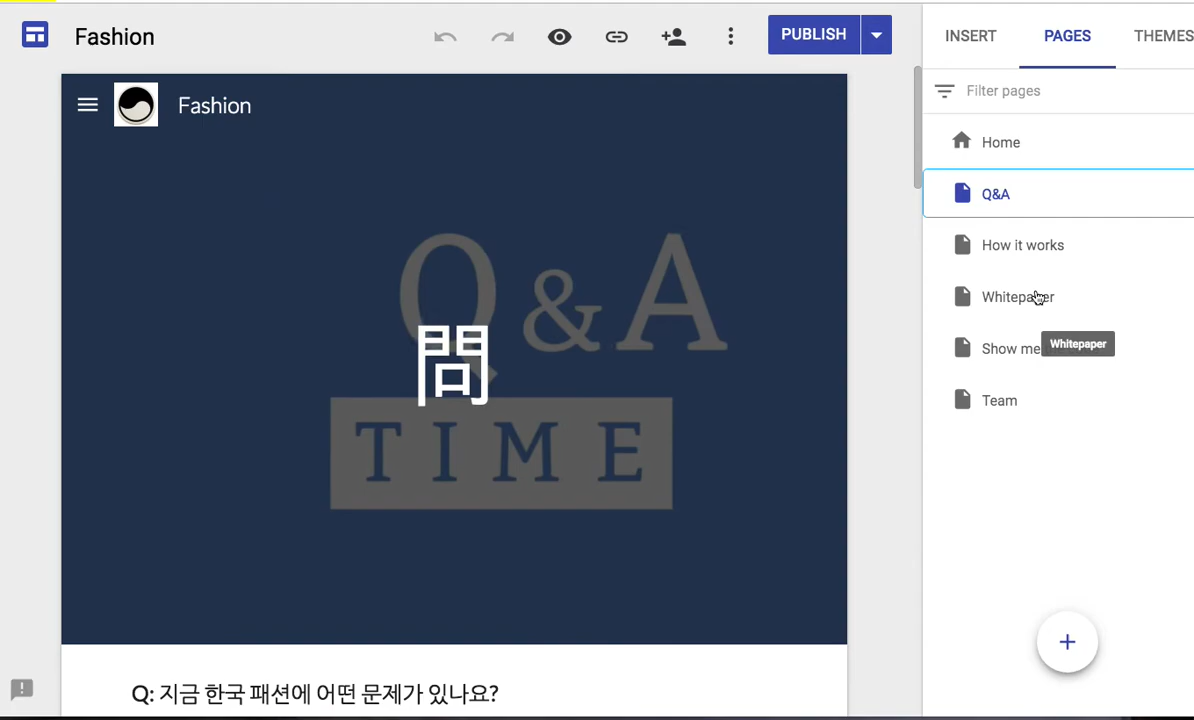 Fashion
PUBLISH
INSERT
PAGES
THEMES
Fashion
Filter pages
Home
Q&A
How it works
Whitepaper
Show me
Whitepaper
Team
Q&A
問
TIME
Q: 지금 한국 패션에 어떤 문제가 있나요?